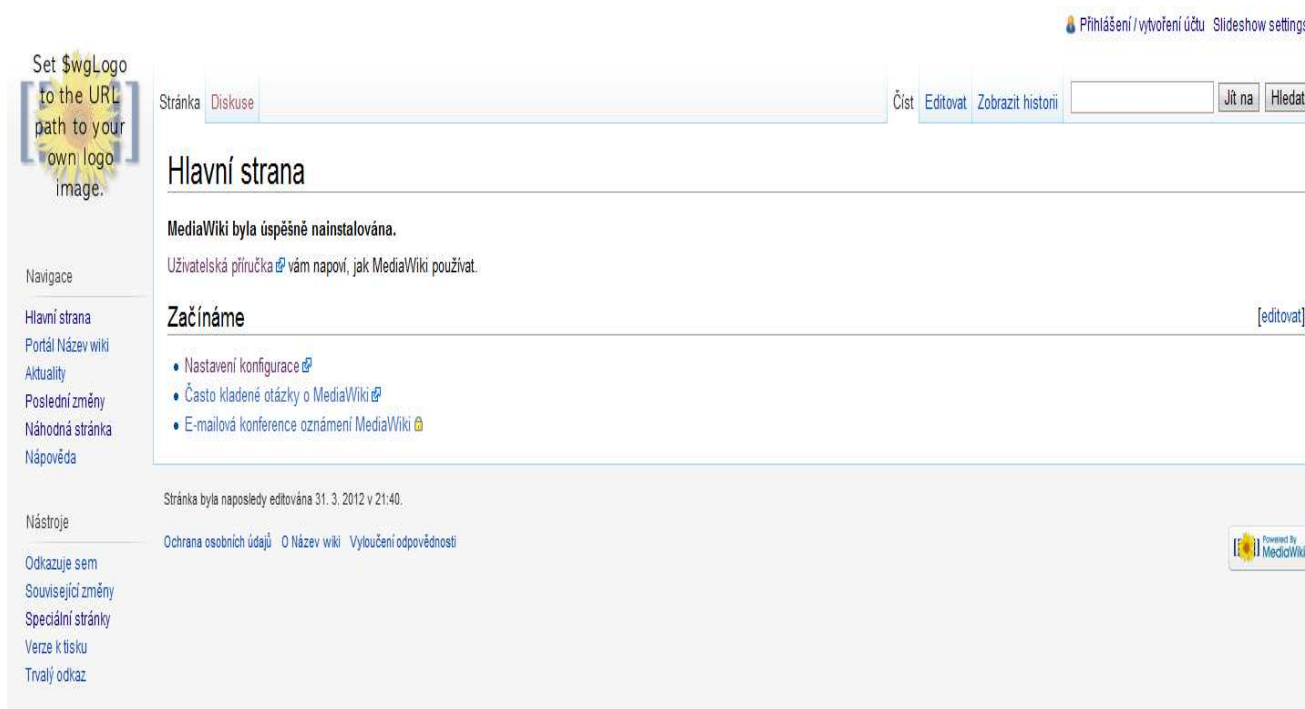 Přihlášení / vytvoření účtu Slideshow settings
Set $wgLogo
to the URL
path to your
own logo
image.
Stránka Diskuse
Číst Editovat Zobrazit historii
Jít na Hledat
Hlavní strana
MediaWiki byla úspěšně nainstalována.
Uživatelská příručka vám napoví, jak MediaWiki používat.
Začínáme
[editovat]
Nastavení konfigurace
Často kladené otázky o MediaWiki
E-mailová konference oznámení MediaWiki
Navigace
Hlavní strana
Portál Název wiki
Aktuality
Poslední změny
Náhodná stránka
Nápověda
Nástroje
Odkazuje sem
Související změny
Speciální stránky
Verze k tisku
Trvalý odkaz
Stránka byla naposledy editována 31. 3. 2012 v 21:40.
Ochrana osobních údajů O Název wiki Vyloučení odpovědnosti
Powered By
MediaWiki